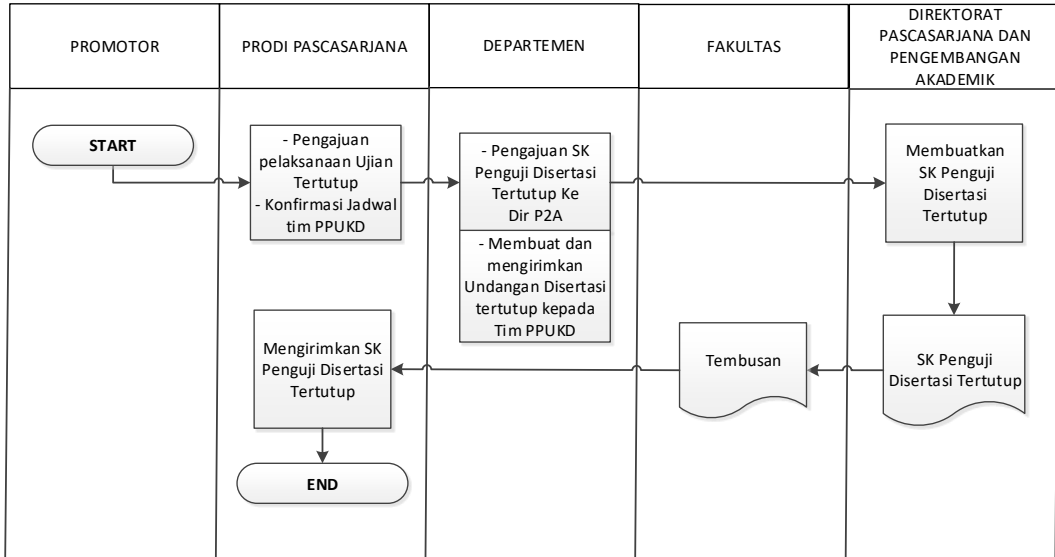 PROMOTOR
PRODI PASCASARJANA
DEPARTEMEN
FAKULTAS
DIREKTORAT
PASCASARJANA DAN
PENGEMBANGAN
AKADEMIK
START
- Pengajuan
pelaksanaan Ujian
Tertutup
- Konfirmasi Jadwal
tim PPUKD
- Pengajuan SK
Penguji Disertasi
Tertutup Ke
Dir P2A
- Membuat dan
mengirimkan
Undangan Disertasi
tertutup kepada
Tim PPUKD
Membuatkan
SK Penguji
Disertasi
Tertutup
SK Penguji
Disertasi Tertutup
Tembusan
Mengirimkan SK
Penguji Disertasi
Tertutup
END